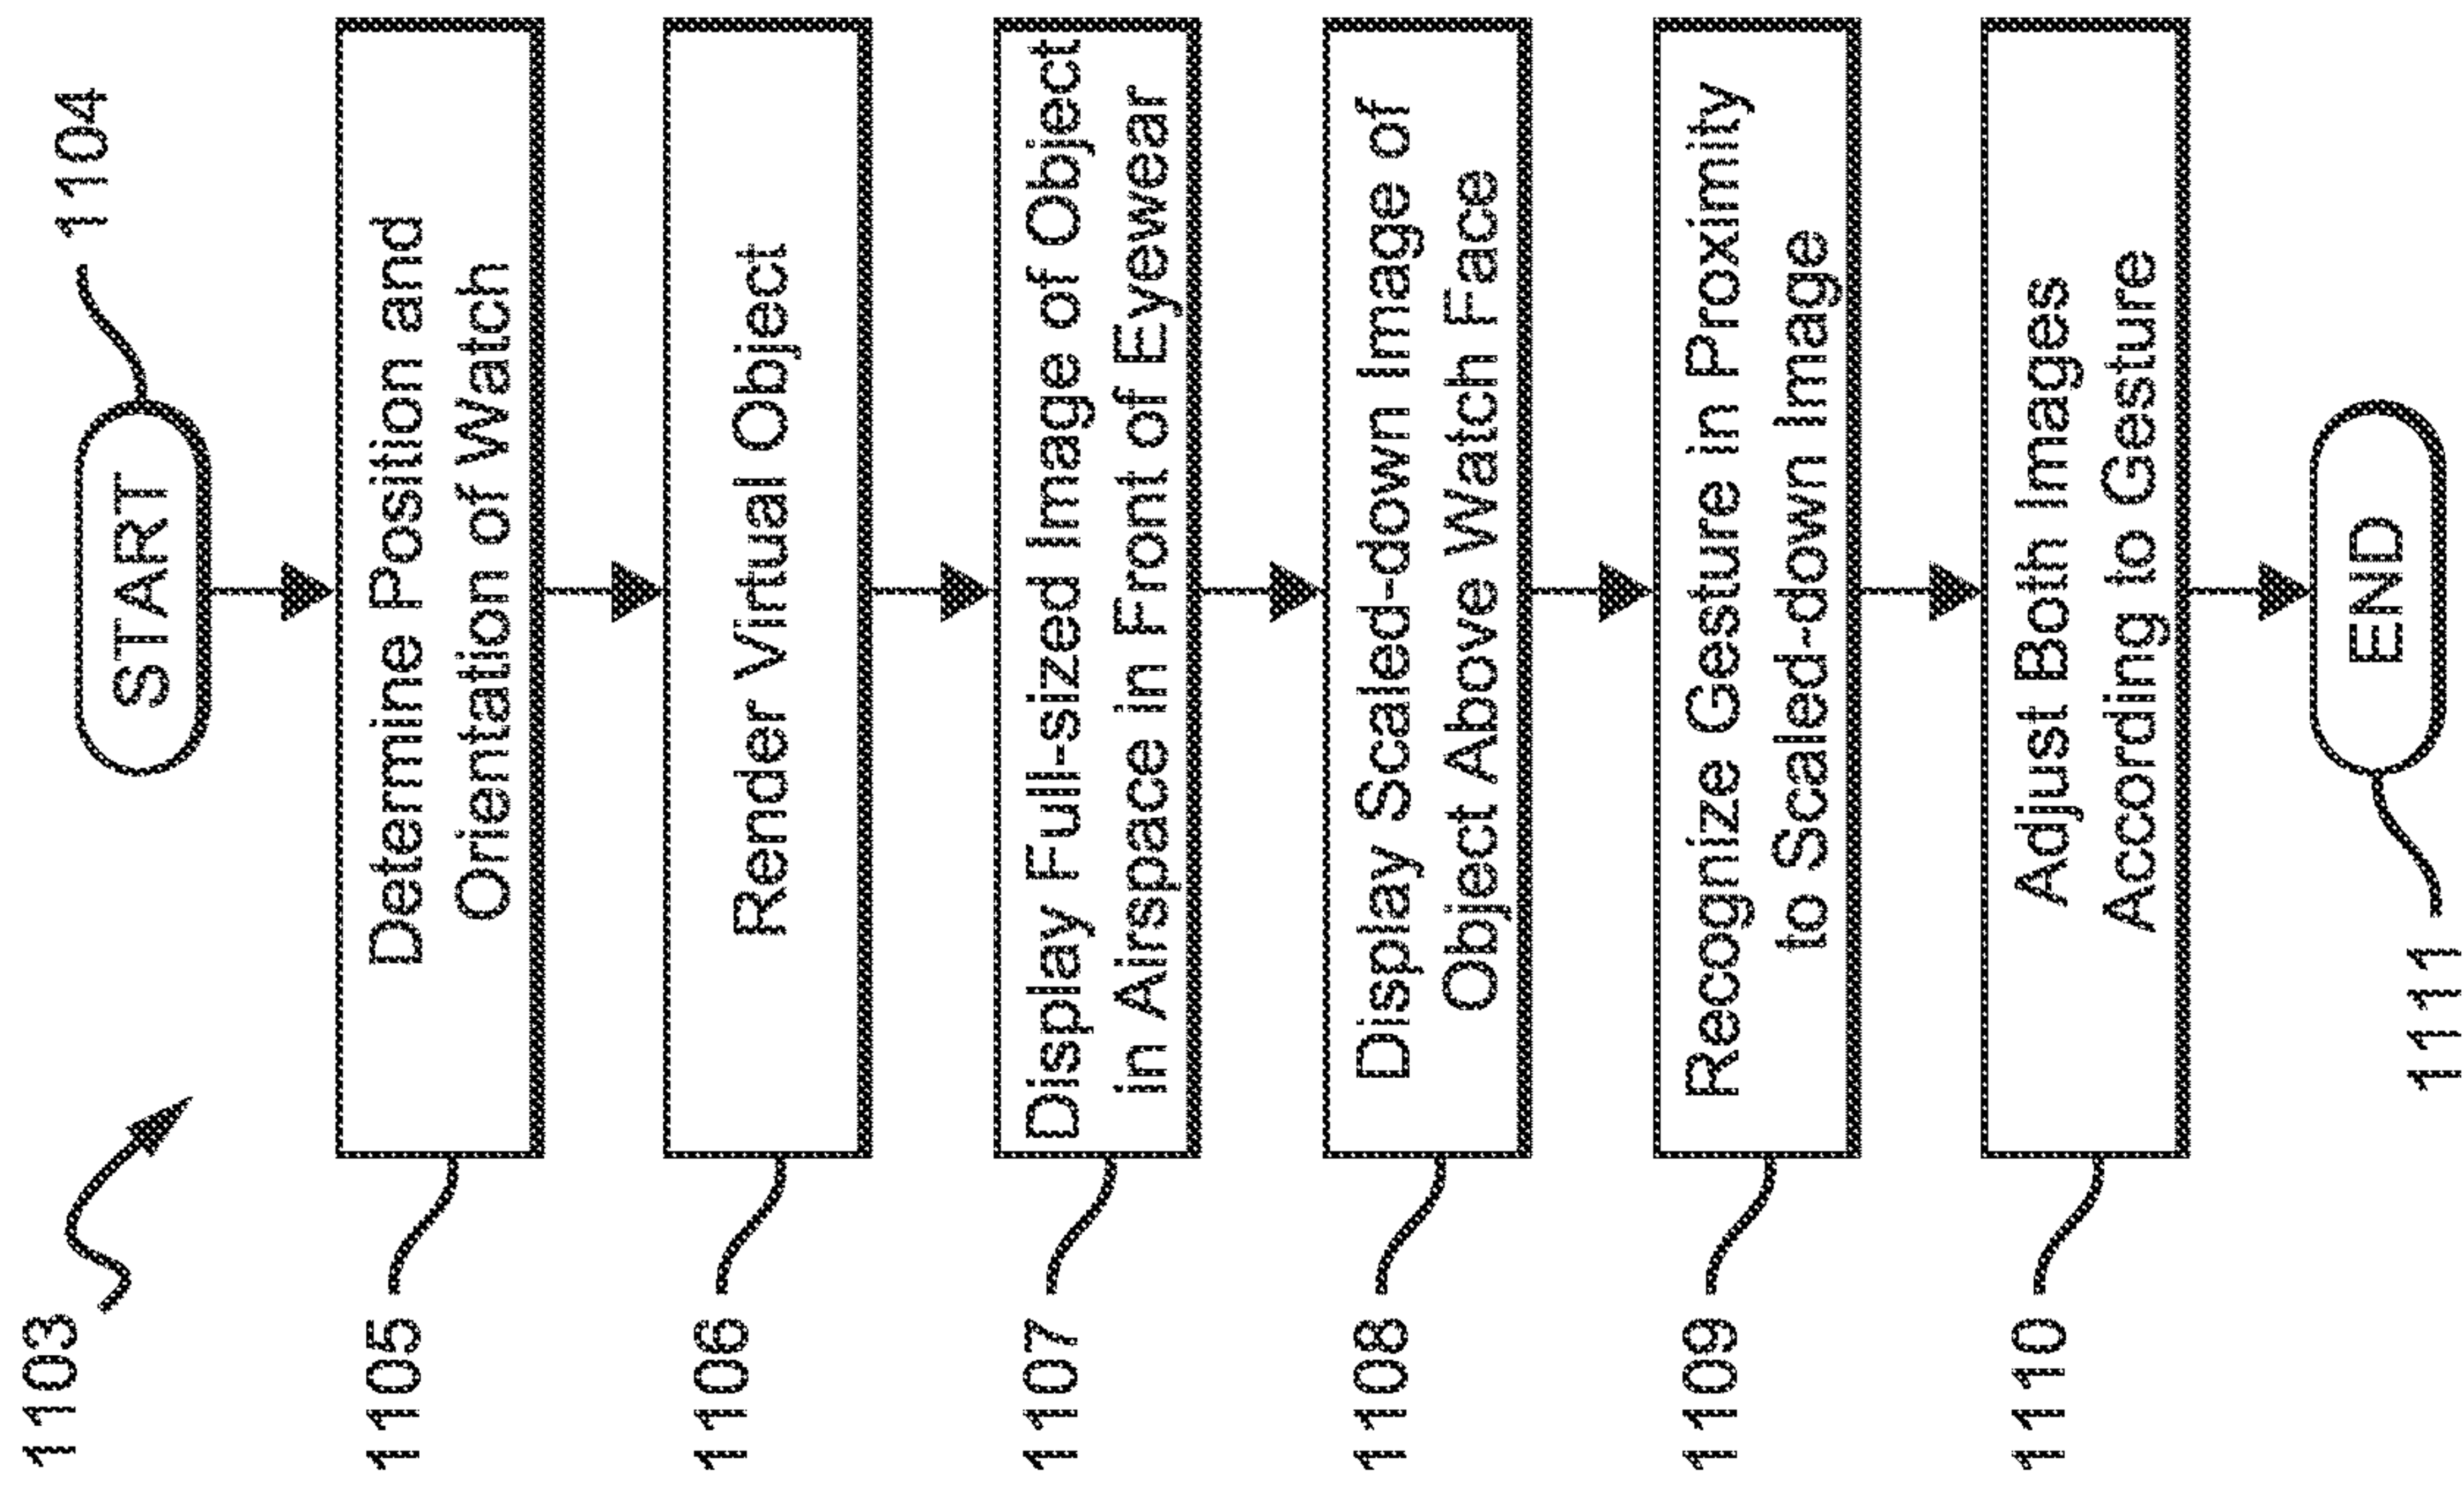 1103
1104
START
1105
Determine Position and
Orientation of Watch
1106
Render Virtual Object
1107
Display Full-sized Image of Object
in Airspace in Front of Eyewear
1108
Display Scaled-down Image of
Object Above Watch Face
1109
Recognize Gesture in Proximity
to Scaled-down Image
1110
Adjust Both Images
According to Gesture
END
1111